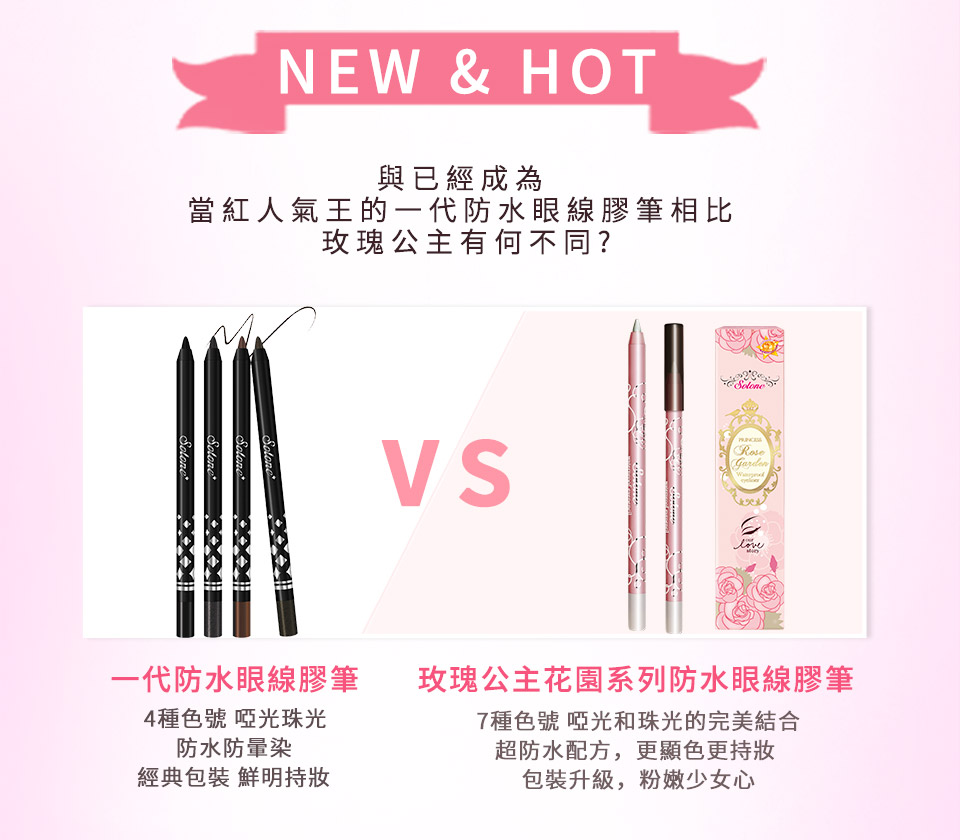 NEW & HOT
與已經成為
當紅人氣王的一代防水眼線膠筆相比
玫瑰公主有何不同?
Solone
Solone
Solone
Solone
VS
Solone
PRINCESS
Rose
Garden
Waterproof
eyeliner
love
story
一代防水眼線膠筆
4種色號 啞光珠光
防水防暈染
經典包裝 鮮明持妝
玫瑰公主花園系列防水眼線膠筆
7種色號 啞光和珠光的完美結合
超防水配方，更顯色更持妝
包裝升級，粉嫩少女心